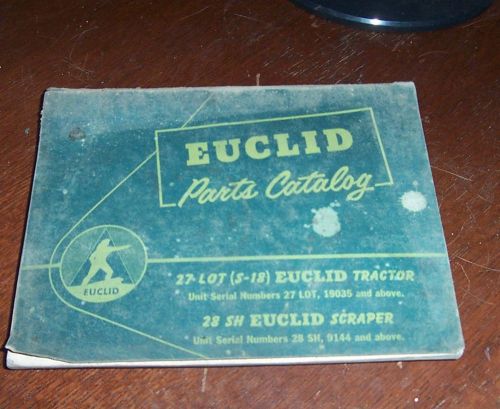 EUCLID
Parts Catalog
EUCLID
27-LOT (S-18) EUCLID TRACTOR
Unit Serial Numbers 27 LOT, 19035 and above.
28 SH EUCLID SCRAPER
Unit Serial Numbers 28 SH, 9144 and above.